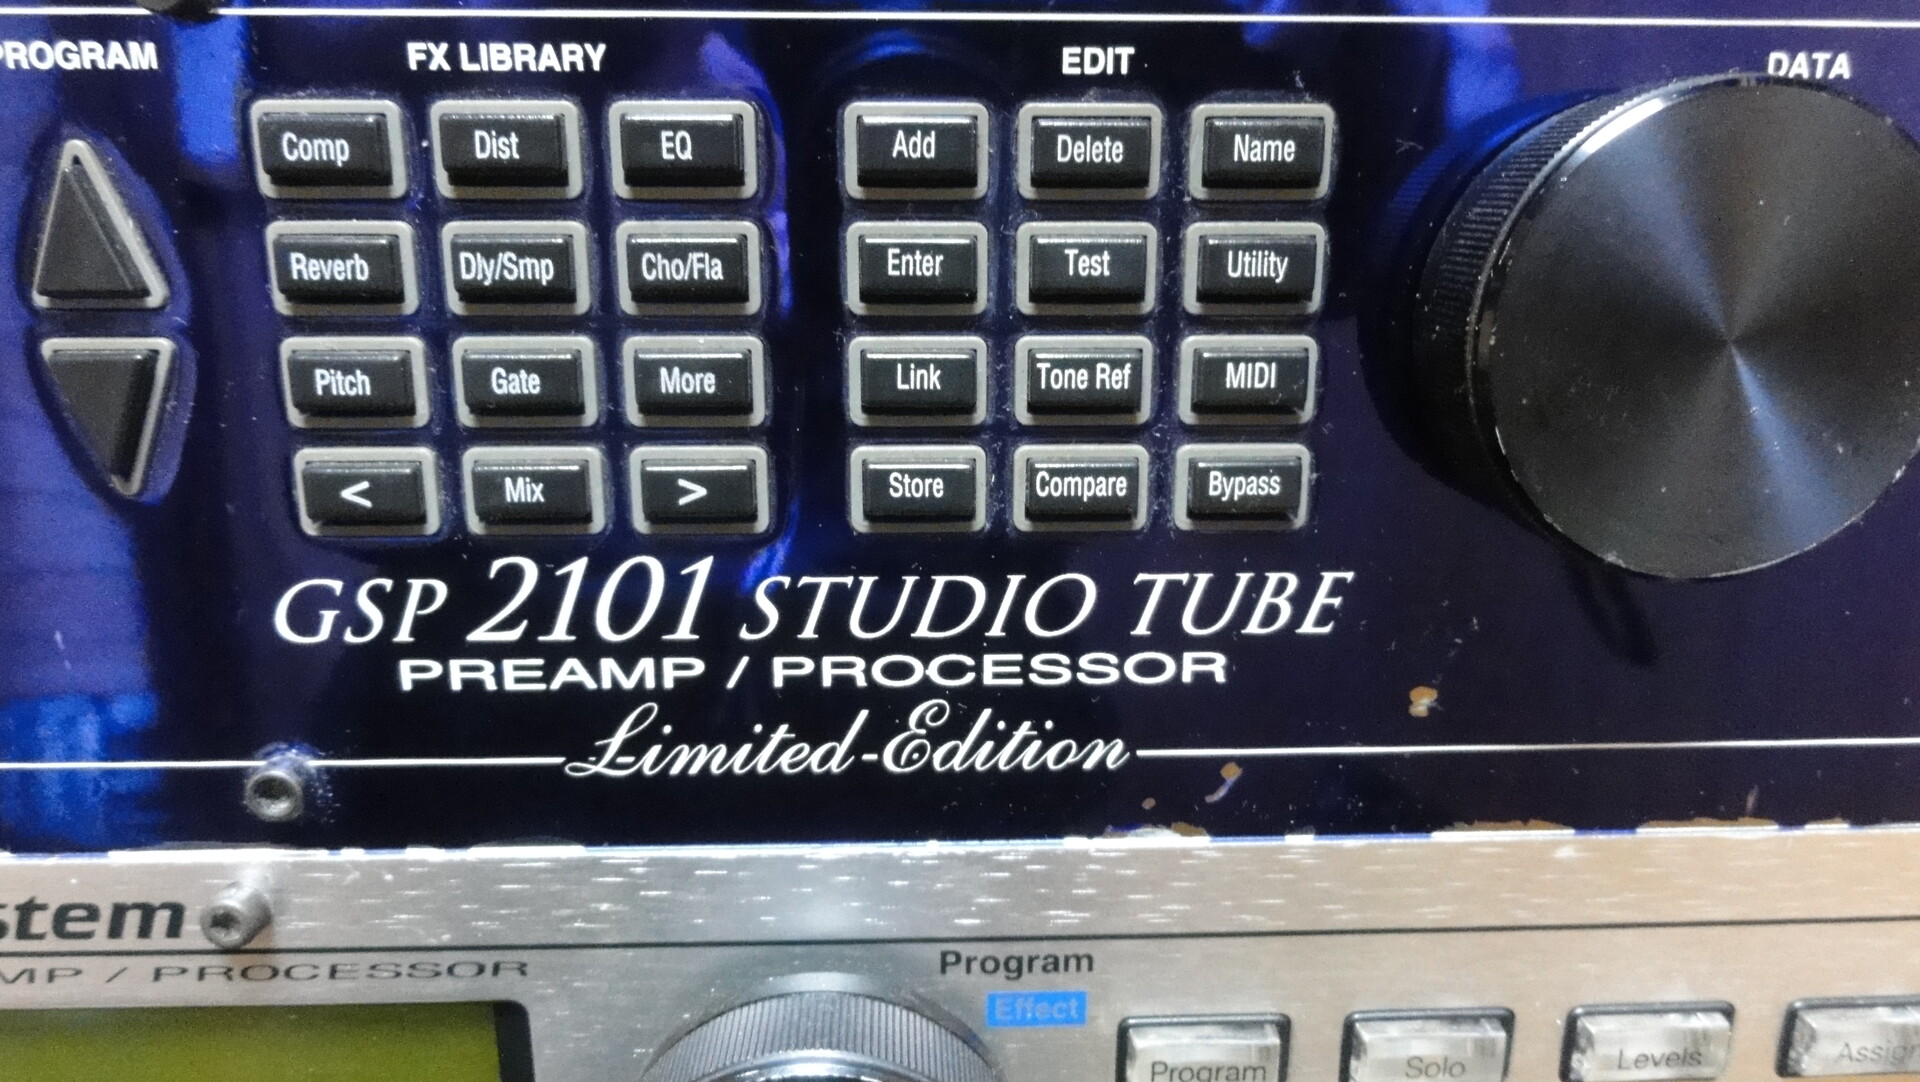 PROGRAM FX LIBRARY EDIT DATA
Comp Dist EQ Add Delete Name
Reverb Dly/Smp Cho/Fla Enter Test Utility
Pitch Gate More Link Tone Ref MIDI
< Mix > Store Compare Bypass
GSP 2101 STUDIO TUBE
PREAMP / PROCESSOR
Limited-Edition
stem
MP / PROCESSOR
Program
Effect
Program Solo Levels Assign